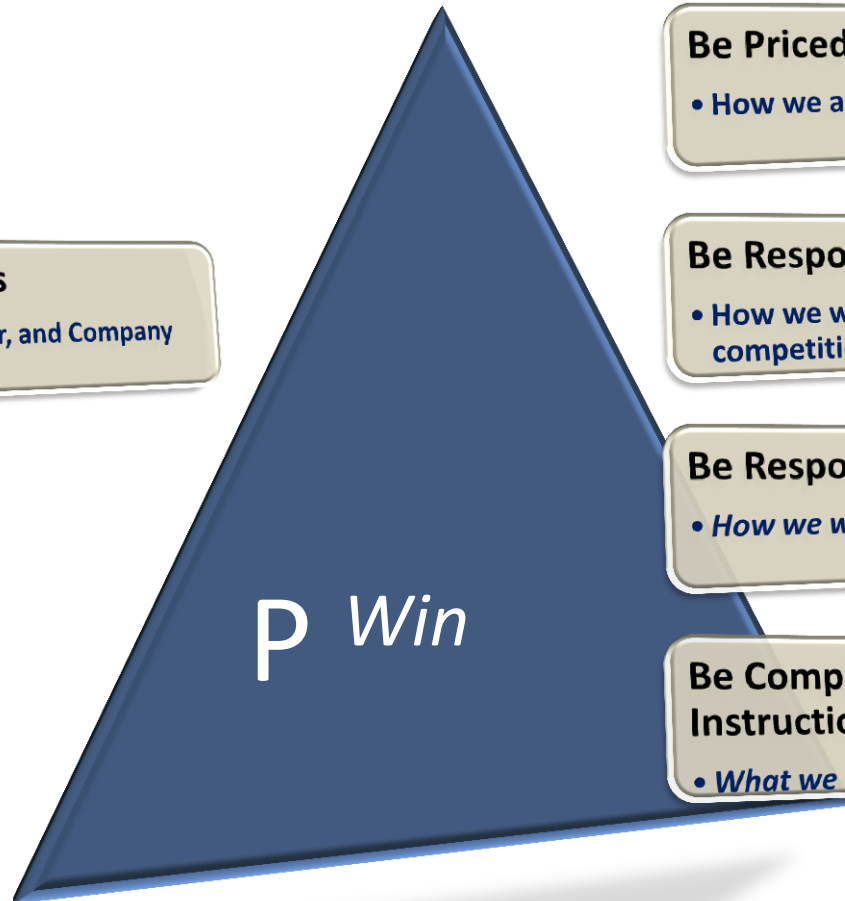 Be Priced
• How we a
s
r, and Company
Be Respo
• How we w
competiti
Be Respo
• How we w
P Win
Be Comp
Instructio
• What we